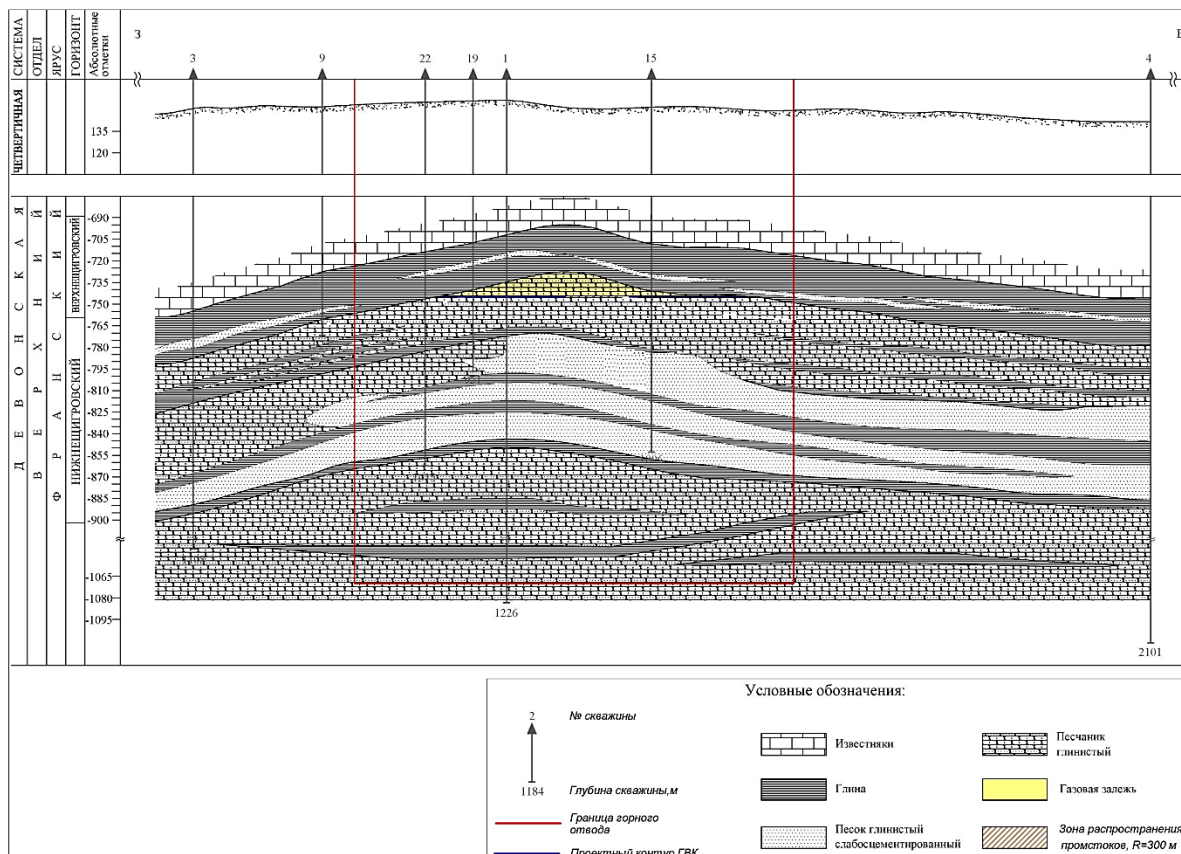 СИСТЕМА
ОТДЕЛ
ЯРУС
ГОРИЗОНТ
Абсолютные
отметки
З
3
9
22
19
1
15
4
ЧЕТВЕРТИЧНАЯ
135
120
ДЕВОНСКАЯ
ВЕРХНИЙ
ФРАНСКИЙ
ВЕРХНЕЩИГРОВСКИЙ
НИЖНЕЩИГРОВСКИЙ
-690
-705
-720
-735
-750
-765
-780
-795
-810
-825
-840
-855
-870
-885
-900
-1065
-1080
-1095
1226
2101
Условные обозначения:
2
№ скважины
1184
Глубина скважины,м
Граница горного
отвода
Проектный контур ГВК
Известняки
Глина
Песок глинистый
слабосцементированный
Песчаник
глинистый
Газовая залежь
Зона распространения
промстоков, R=300 м